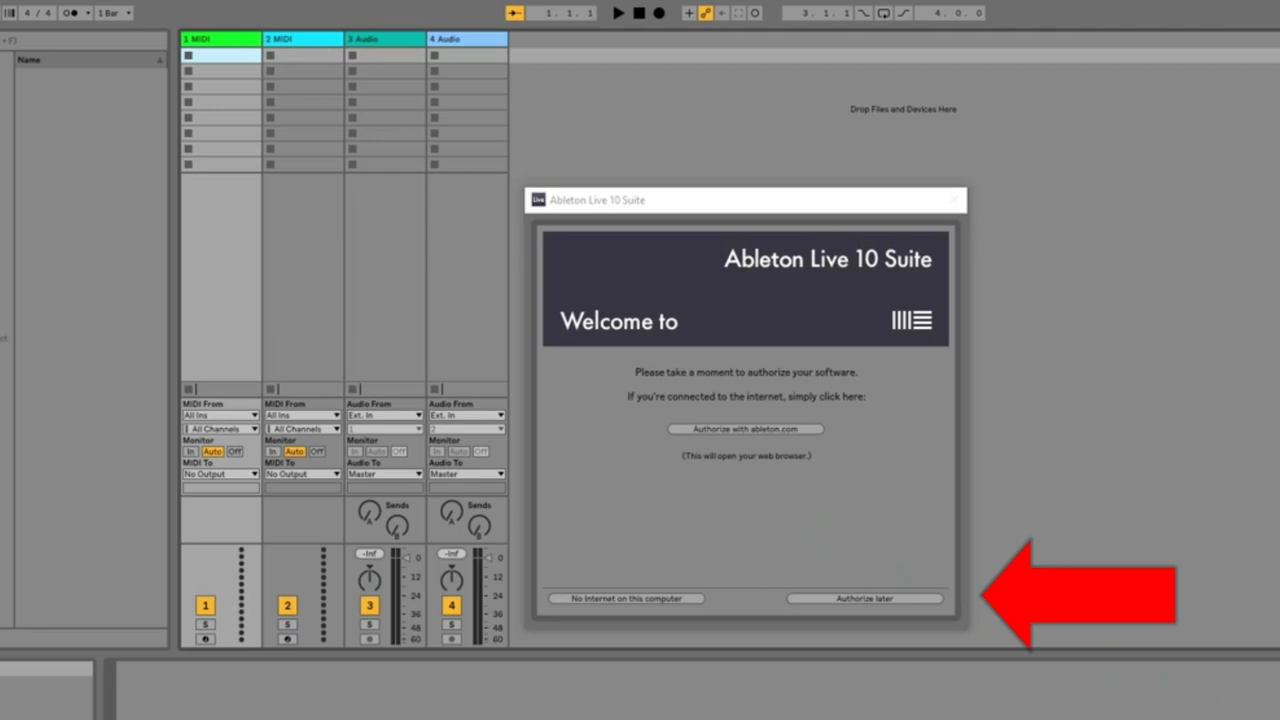 4 / 4
1 Bar
1. 1. 1
3. 1. 1
4. 0. 0
+F)
Name
1 MIDI
2 MIDI
3 Audio
4 Audio
Drop Files and Devices Here
Live Ableton Live 10 Suite
Ableton Live 10 Suite
Welcome to
Please take a moment to authorize your software.
If you're connected to the internet, simply click here:
Authorize with ableton.com
(This will open your web browser.)
No internet on this computer
Authorize later
ct
MIDI From MIDI From Audio From Audio From
All Ins All Ins Ext. In Ext. In
All Channels All Channels 1 2
Monitor Monitor Monitor Monitor
In Auto Off In Auto Off In Auto Off In Auto Off
MIDI To MIDI To Audio To Audio To
No Output No Output Master Master
Sends Sends
A A
B B
-Inf 0 -Inf 0
12 12
24 24
1 2 3 4
36 36
S S S S
48 48
60 60